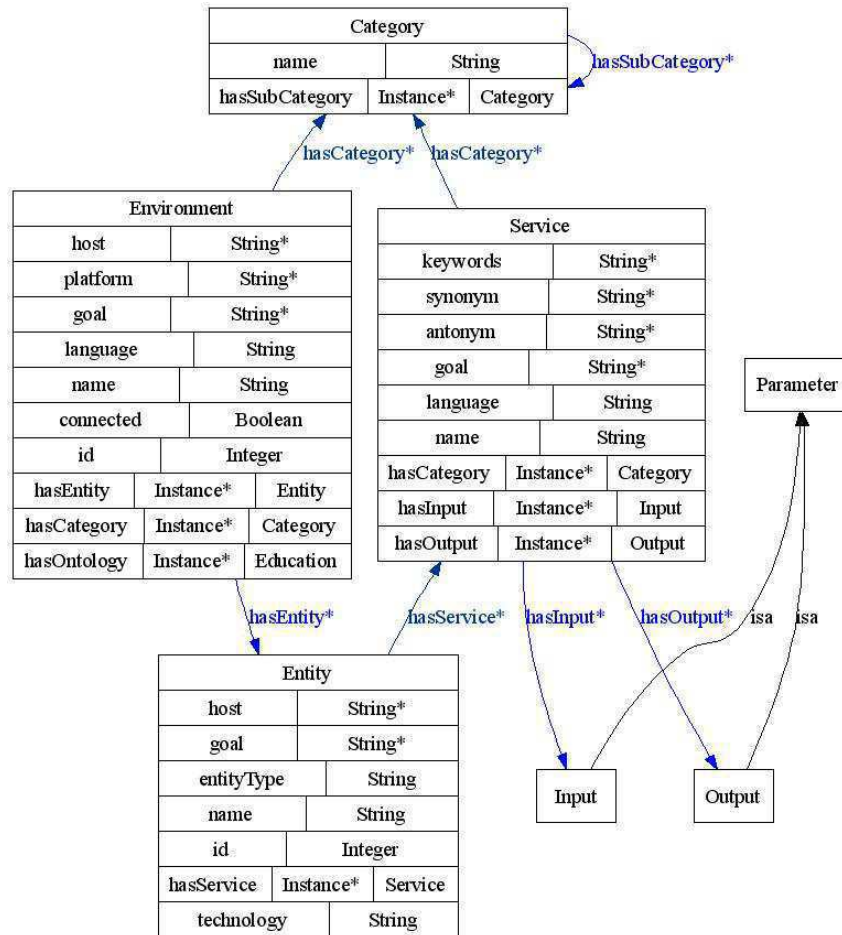 Category
name String
hasSubCategory Instance* Category
hasSubCategory*
hasCategory* hasCategory*
Environment
host String*
platform String*
goal String*
language String
name String
connected Boolean
id Integer
hasEntity Instance* Entity
hasCategory Instance* Category
hasOntology Instance* Education
Service
keywords String*
synonym String*
antonym String*
goal String*
language String
name String
hasCategory Instance* Category
hasInput Instance* Input
hasOutput Instance* Output
Parameter
hasEntity* hasService* hasInput* hasOutput* isa isa
Entity
host String*
goal String*
entityType String
name String
id Integer
hasService Instance* Service
technology String
Input Output